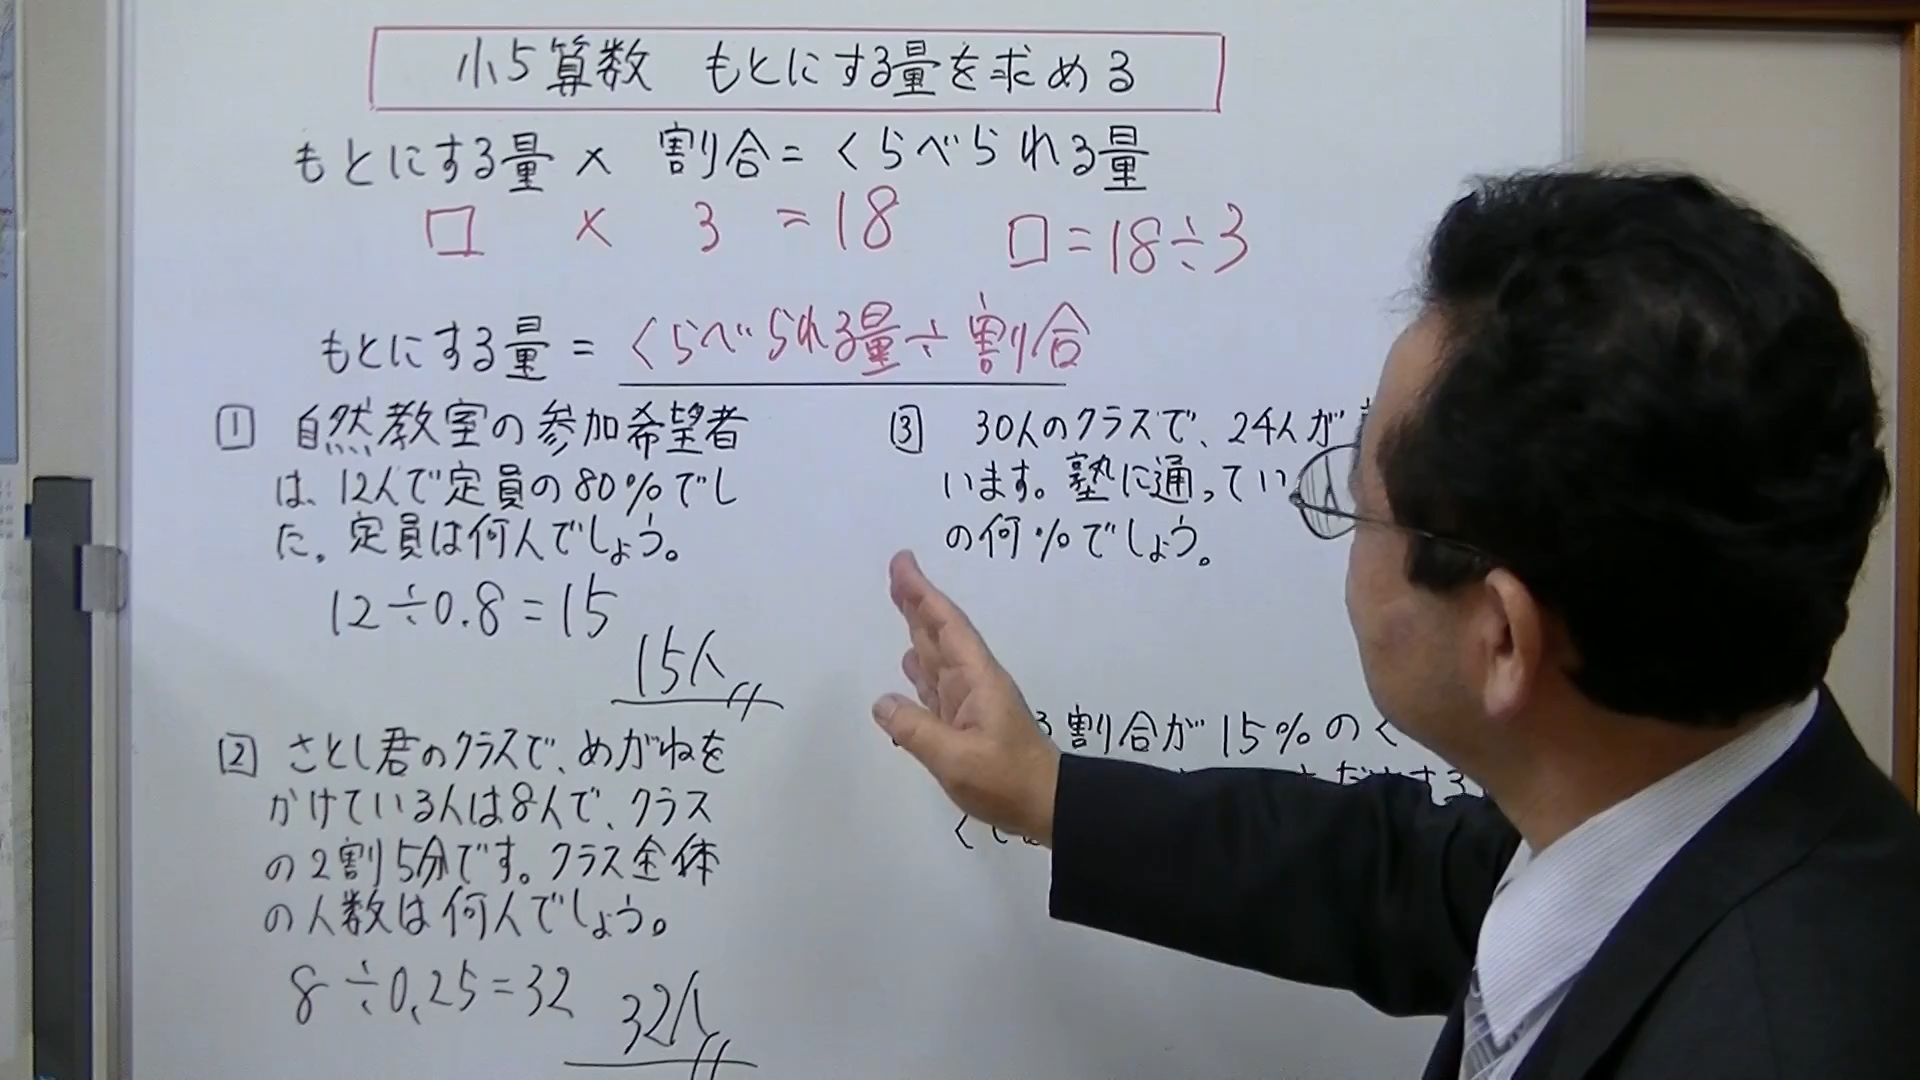 小5算数 もとにする量を求める
もとにする量 × 割合 = くらべられる量
□ × 3 = 18 □ = 18 ÷ 3
もとにする量 = くらべられる量 ÷ 割合
1 自然教室の参加希望者
は、12人で定員の80%でし
た。定員は何人でしょう。
12 ÷ 0.8 = 15
15人
2 さとし君のクラスで、めがねを
かけている人は8人で、クラス
の2割5分です。クラス全体
の人数は何人でしょう。
8 ÷ 0.25 = 32
32人
3 30人のクラスで、24人が
います。塾に通ってい
の何%でしょう。
る割合が15%の